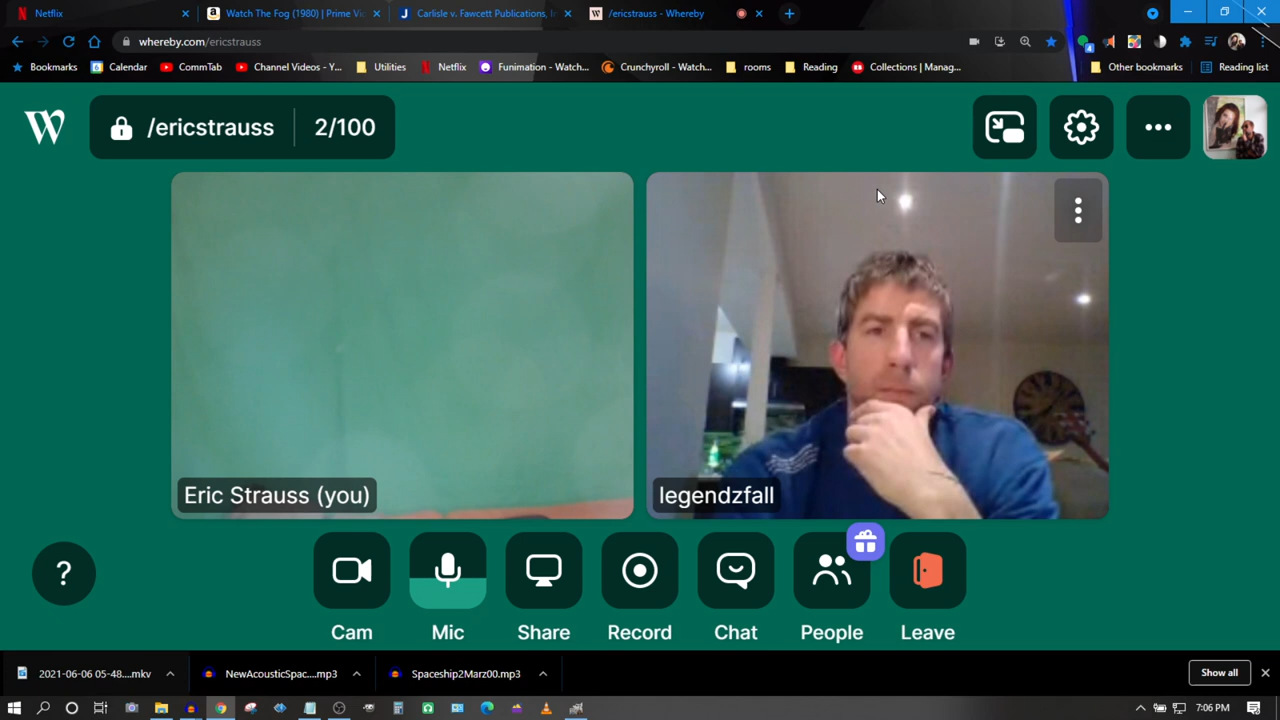 Netflix
Watch The Fog (1980) | Prime Vi
Carlisle v. Fawcett Publications, I
/ericstrauss - Whereby
whereby.com/ericstrauss
Bookmarks Calendar CommTab Channel Videos - Y... Utilities Netflix Funimation - Watch... Crunchyroll - Watch... rooms Reading Collections | Manag... Other bookmarks Reading list
/ericstrauss 2/100
Eric Strauss (you)
legendzfall
?
Cam Mic Share Record Chat People Leave
2021-06-06 05-48....mkv NewAcousticSpac....mp3 Spaceship2Marz00.mp3 Show all
7:06 PM